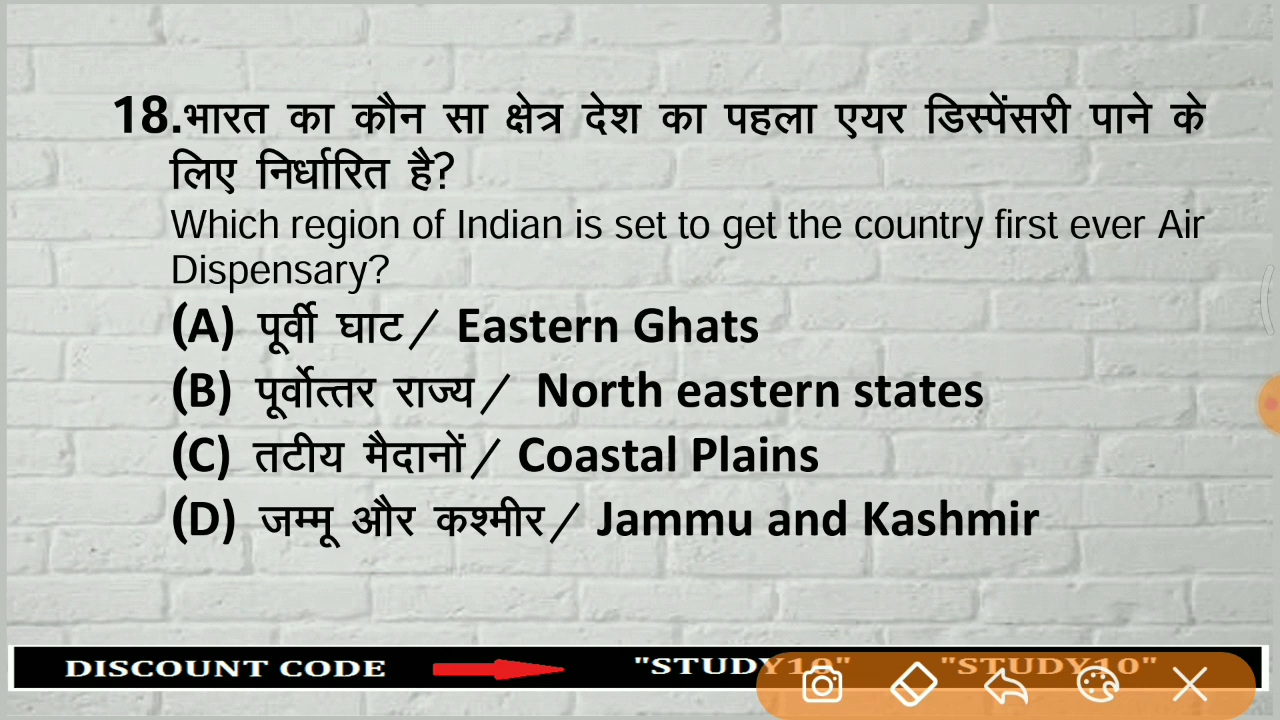 18.भारत का कौन सा क्षेत्र देश का पहला एयर डिस्पेंसरी पाने के
लिए निर्धारित है?
Which region of Indian is set to get the country first ever Air
Dispensary?
(A) पूर्वी घाट/ Eastern Ghats
(B) पूर्वोत्तर राज्य/ North eastern states
(C) तटीय मैदानों/ Coastal Plains
(D) जम्मू और कश्मीर/ Jammu and Kashmir
DISCOUNT CODE "STUDY10" "STUDY10"